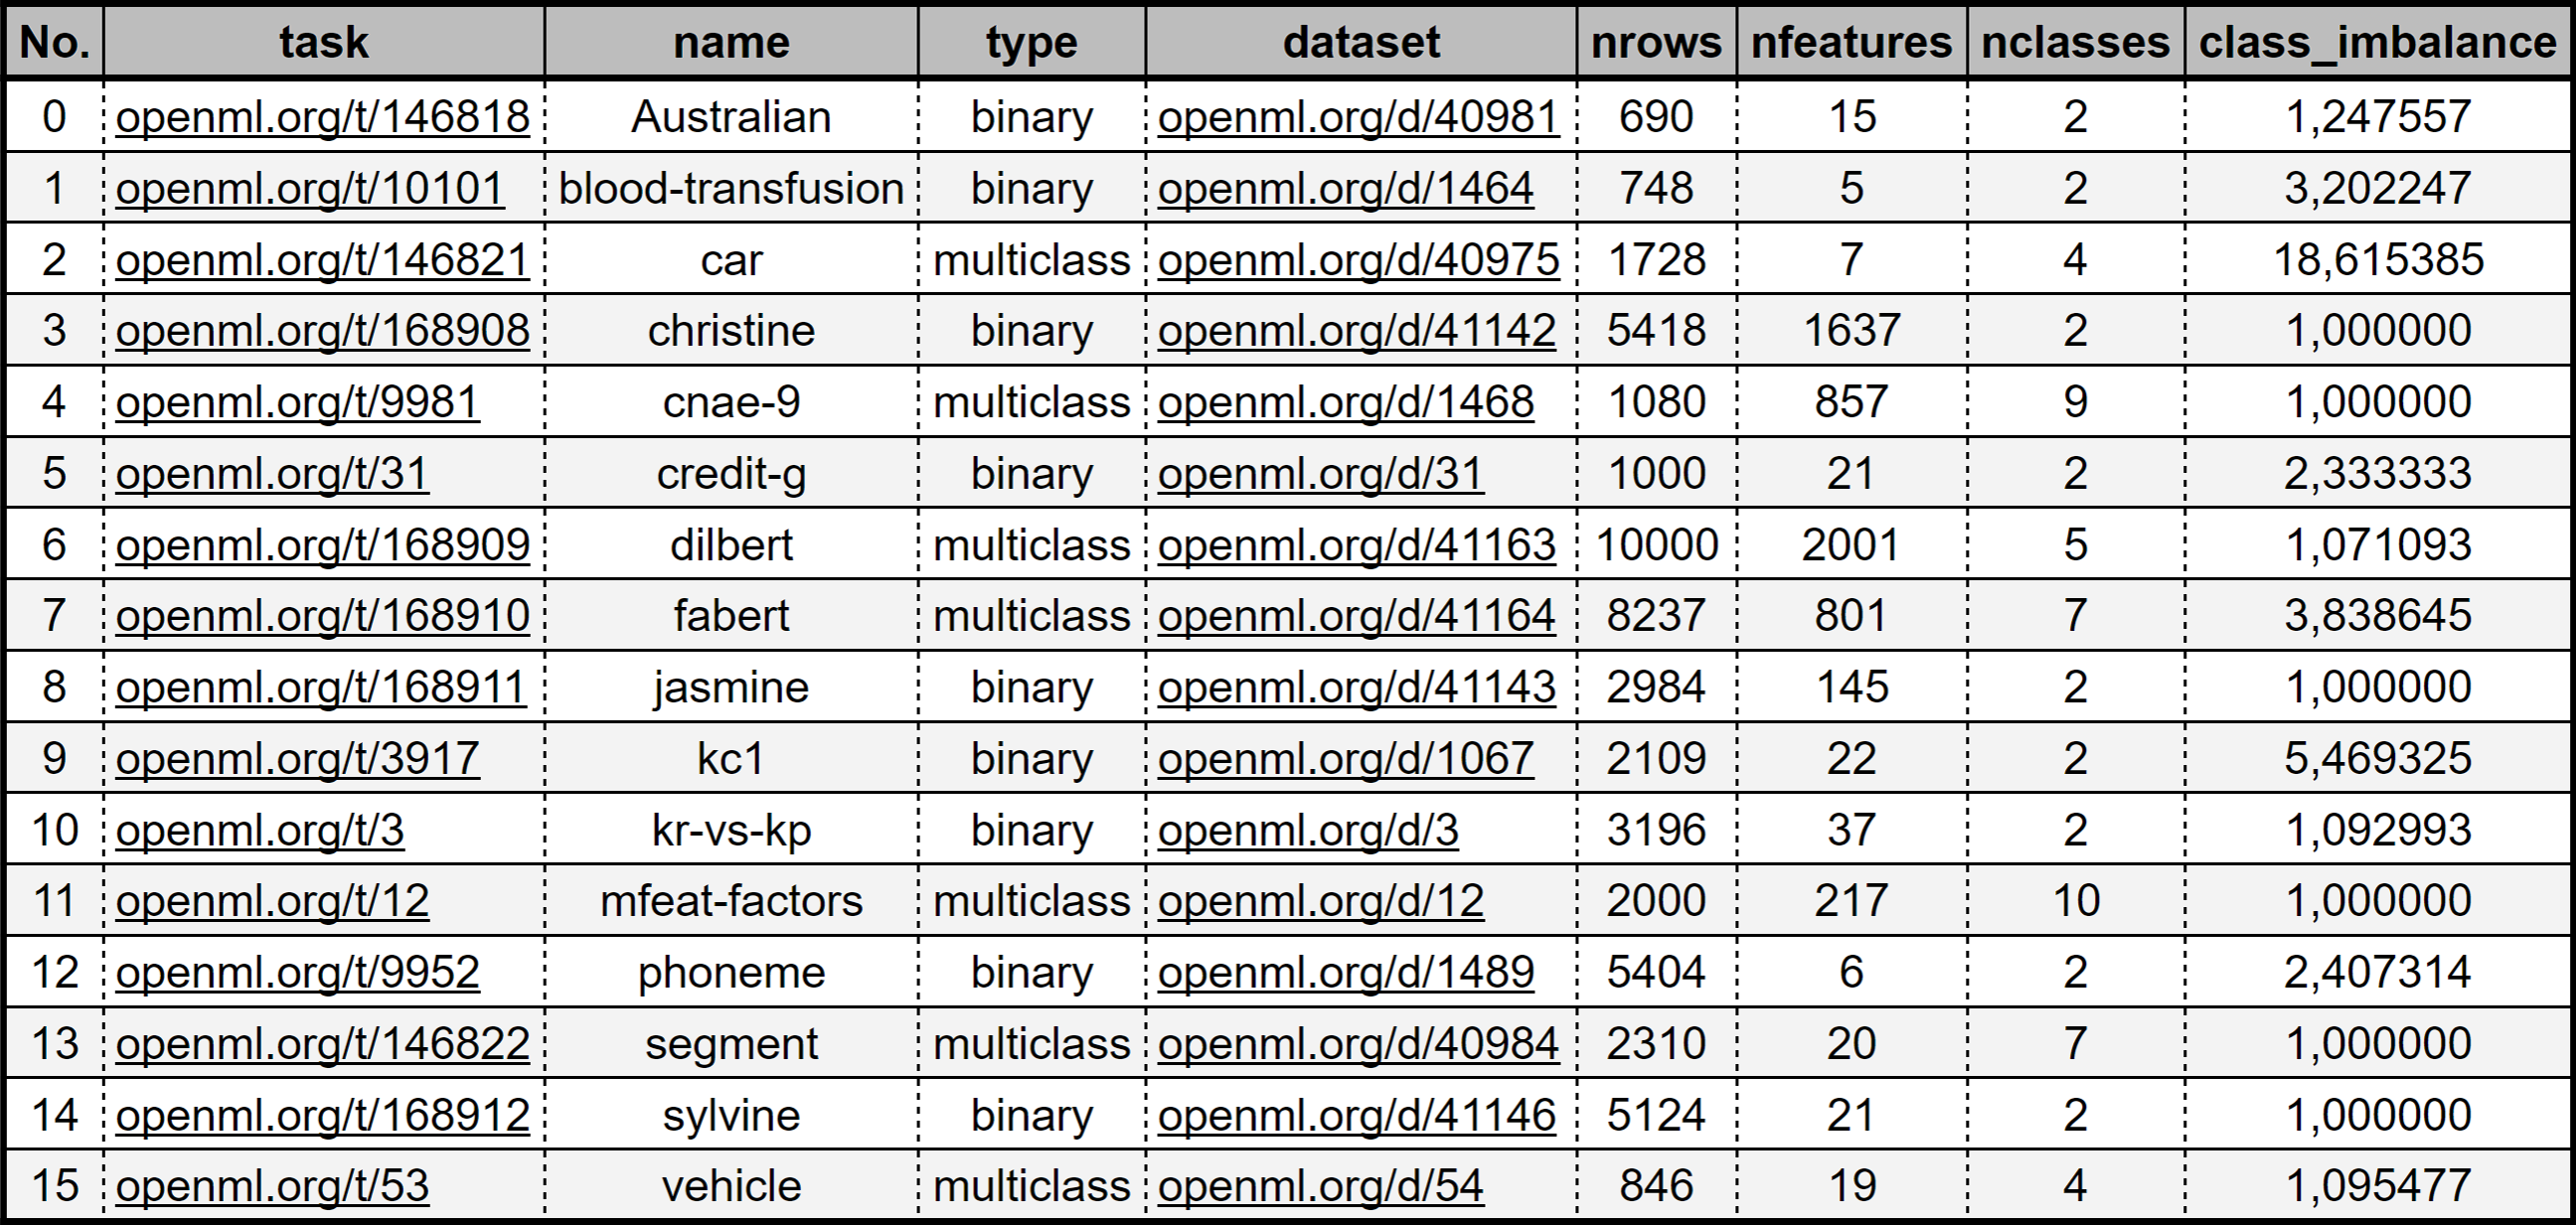 No. task name type dataset nrows nfeatures nclasses class_imbalance
0 openml.org/t/146818 Australian binary openml.org/d/40981 690 15 2 1,247557
1 openml.org/t/10101 blood-transfusion binary openml.org/d/1464 748 5 2 3,202247
2 openml.org/t/146821 car multiclass openml.org/d/40975 1728 7 4 18,615385
3 openml.org/t/168908 christine binary openml.org/d/41142 5418 1637 2 1,000000
4 openml.org/t/9981 cnae-9 multiclass openml.org/d/1468 1080 857 9 1,000000
5 openml.org/t/31 credit-g binary openml.org/d/31 1000 21 2 2,333333
6 openml.org/t/168909 dilbert multiclass openml.org/d/41163 10000 2001 5 1,071093
7 openml.org/t/168910 fabert multiclass openml.org/d/41164 8237 801 7 3,838645
8 openml.org/t/168911 jasmine binary openml.org/d/41143 2984 145 2 1,000000
9 openml.org/t/3917 kc1 binary openml.org/d/1067 2109 22 2 5,469325
10 openml.org/t/3 kr-vs-kp binary openml.org/d/3 3196 37 2 1,092993
11 openml.org/t/12 mfeat-factors multiclass openml.org/d/12 2000 217 10 1,000000
12 openml.org/t/9952 phoneme binary openml.org/d/1489 5404 6 2 2,407314
13 openml.org/t/146822 segment multiclass openml.org/d/40984 2310 20 7 1,000000
14 openml.org/t/168912 sylvine binary openml.org/d/41146 5124 21 2 1,000000
15 openml.org/t/53 vehicle multiclass openml.org/d/54 846 19 4 1,095477